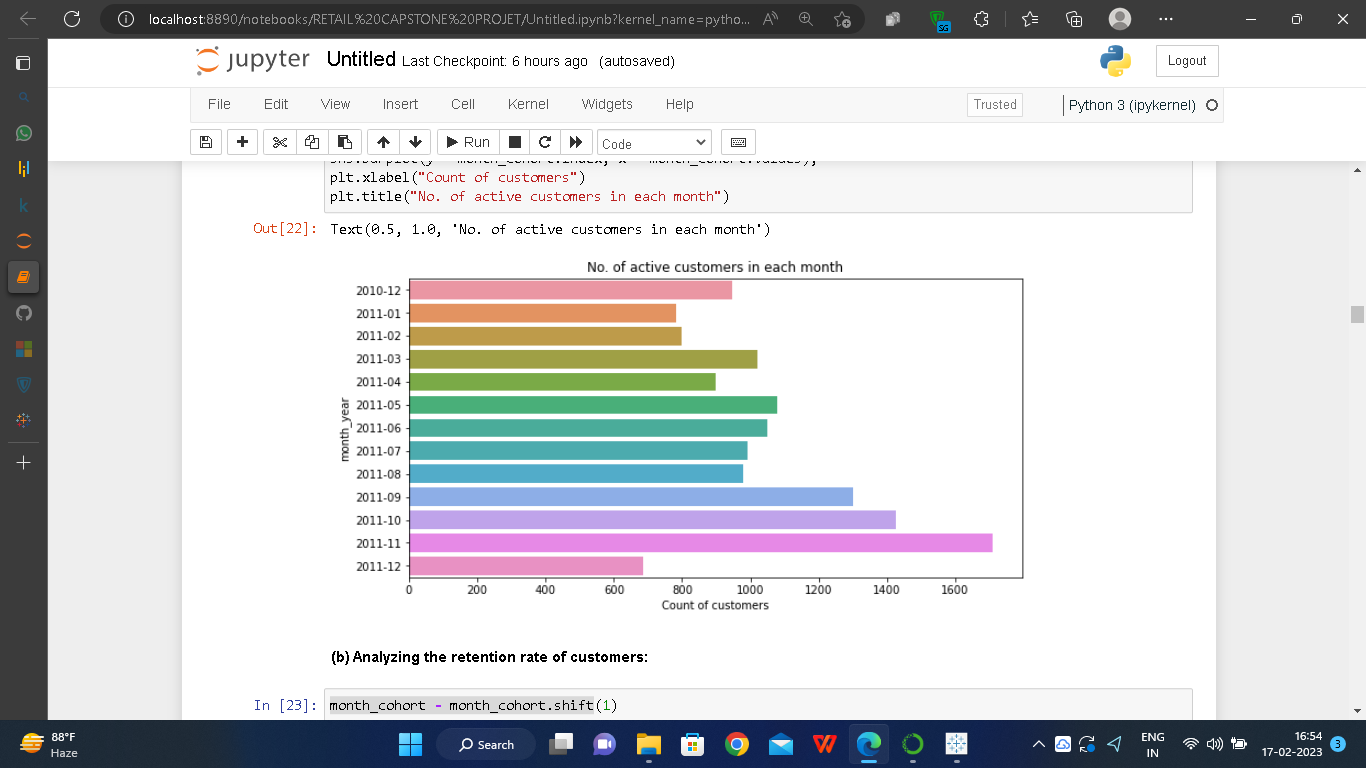 localhost:8890/notebooks/RETAIL%20CAPSTONE%20PROJET/Untitled.ipynb?kernel_name=pytho...
SG
jupyter Untitled Last Checkpoint: 6 hours ago (autosaved)
Logout
File Edit View Insert Cell Kernel Widgets Help
Trusted
Python 3 (ipykernel)
Run
Code
plt.xlabel("Count of customers")
plt.title("No. of active customers in each month")
Out[22]: Text(0.5, 1.0, 'No. of active customers in each month')
No. of active customers in each month
month_year
2010-12
2011-01
2011-02
2011-03
2011-04
2011-05
2011-06
2011-07
2011-08
2011-09
2011-10
2011-11
2011-12
0 200 400 600 800 1000 1200 1400 1600
Count of customers
(b) Analyzing the retention rate of customers:
In [23]: month_cohort - month_cohort.shift(1)
88°F
Haze
Search
ENG
IN
16:54
17-02-2023
3